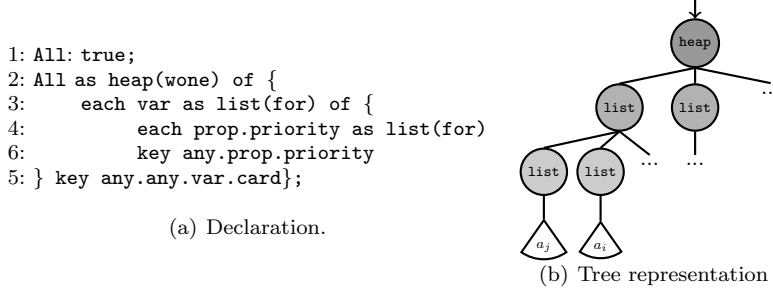 1: All: true;
2: All as heap(wone) of {
3: each var as list(for) of {
4: each prop.priority as list(for)
6: key any.prop.priority
5: } key any.any.var.card};
(a) Declaration.
heap
list list ..
list list ... ...
a_j a_i
(b) Tree representation